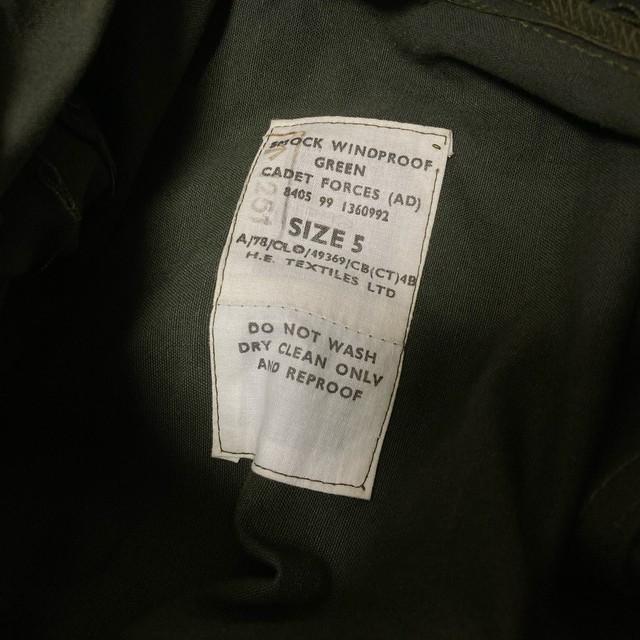 SMOCK WINDPROOF
GREEN
CADET FORCES (AD)
8405 99 1360992
251
SIZE 5
A/78/CLO/49369/CB(CT)4B
H.E. TEXTILES LTD
DO NOT WASH
DRY CLEAN ONLY
AND REPROOF